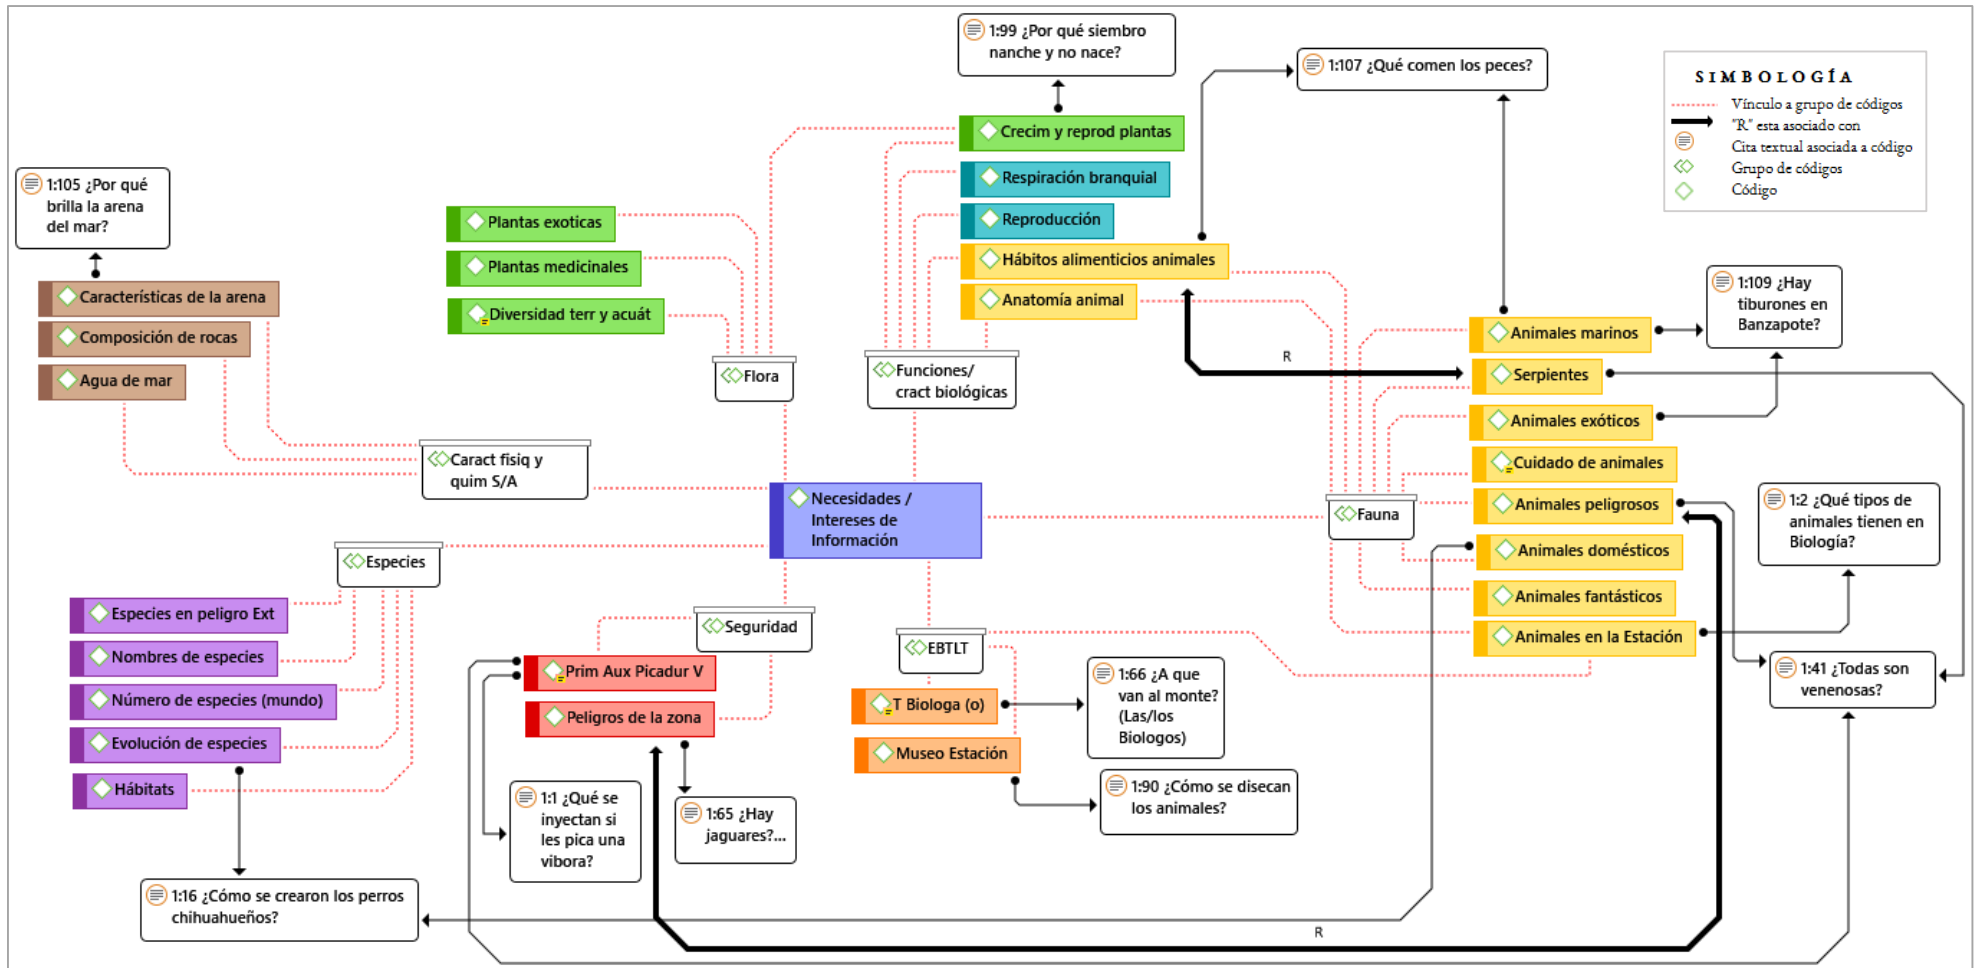 1:99 ¿Por qué siembro
nanche y no nace?
1:107 ¿Qué comen los peces?
SIMBOLOGÍA
Vínculo a grupo de códigos
"R" esta asociado con
Cita textual asociada a código
Grupo de códigos
Código
1:105 ¿Por qué
brilla la arena
del mar?
Crecim y reprod plantas
Respiración branquial
Reproducción
Hábitos alimenticios animales
Anatomía animal
Plantas exoticas
Plantas medicinales
Diversidad terr y acuát
Características de la arena
Composición de rocas
Agua de mar
Flora
Funciones/
cract biológicas
R
1:109 ¿Hay
tiburones en
Banzapote?
Animales marinos
Serpientes
Animales exóticos
Cuidado de animales
Animales peligrosos
Animales domésticos
Animales fantásticos
Animales en la Estación
Caract fisiq y
quim S/A
Necesidades /
Intereses de
Información
Fauna
1:2 ¿Qué tipos de
animales tienen en
Biología?
Especies
Especies en peligro Ext
Nombres de especies
Número de especies (mundo)
Evolución de especies
Hábitats
Seguridad
Prim Aux Picadur V
Peligros de la zona
EBTLT
T Biologa (o)
Museo Estación
1:66 ¿A que
van al monte?
(Las/los
Biologos)
1:41 ¿Todas son
venenosas?
1:90 ¿Cómo se disecan
los animales?
1:1 ¿Qué se
inyectan si
les pica una
vibora?
1:65 ¿Hay
jaguares?...
1:16 ¿Cómo se crearon los perros
chihuahueños?
R